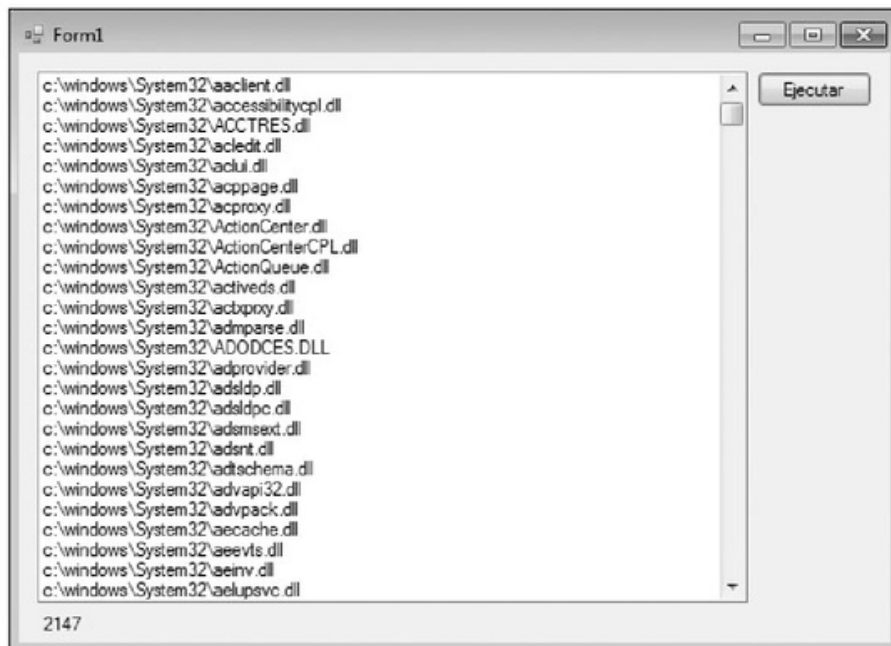 Form1
c:\windows\System32\aaclient.dll
Ejecutar
c:\windows\System32\accessibilitycpl.dll
c:\windows\System32\ACCTRES.dll
c:\windows\System32\acledit.dll
c:\windows\System32\aclui.dll
c:\windows\System32\acppage.dll
c:\windows\System32\acproxy.dll
c:\windows\System32\ActionCenter.dll
c:\windows\System32\ActionCenterCPL.dll
c:\windows\System32\ActionQueue.dll
c:\windows\System32\activeds.dll
c:\windows\System32\actxprxy.dll
c:\windows\System32\admparse.dll
c:\windows\System32\ADODCES.DLL
c:\windows\System32\adprovider.dll
c:\windows\System32\adsldp.dll
c:\windows\System32\adsldpc.dll
c:\windows\System32\adsmsext.dll
c:\windows\System32\adsnt.dll
c:\windows\System32\adtschema.dll
c:\windows\System32\advapi32.dll
c:\windows\System32\advpack.dll
c:\windows\System32\aecache.dll
c:\windows\System32\aeevts.dll
c:\windows\System32\aeinv.dll
c:\windows\System32\aelupsvc.dll
2147